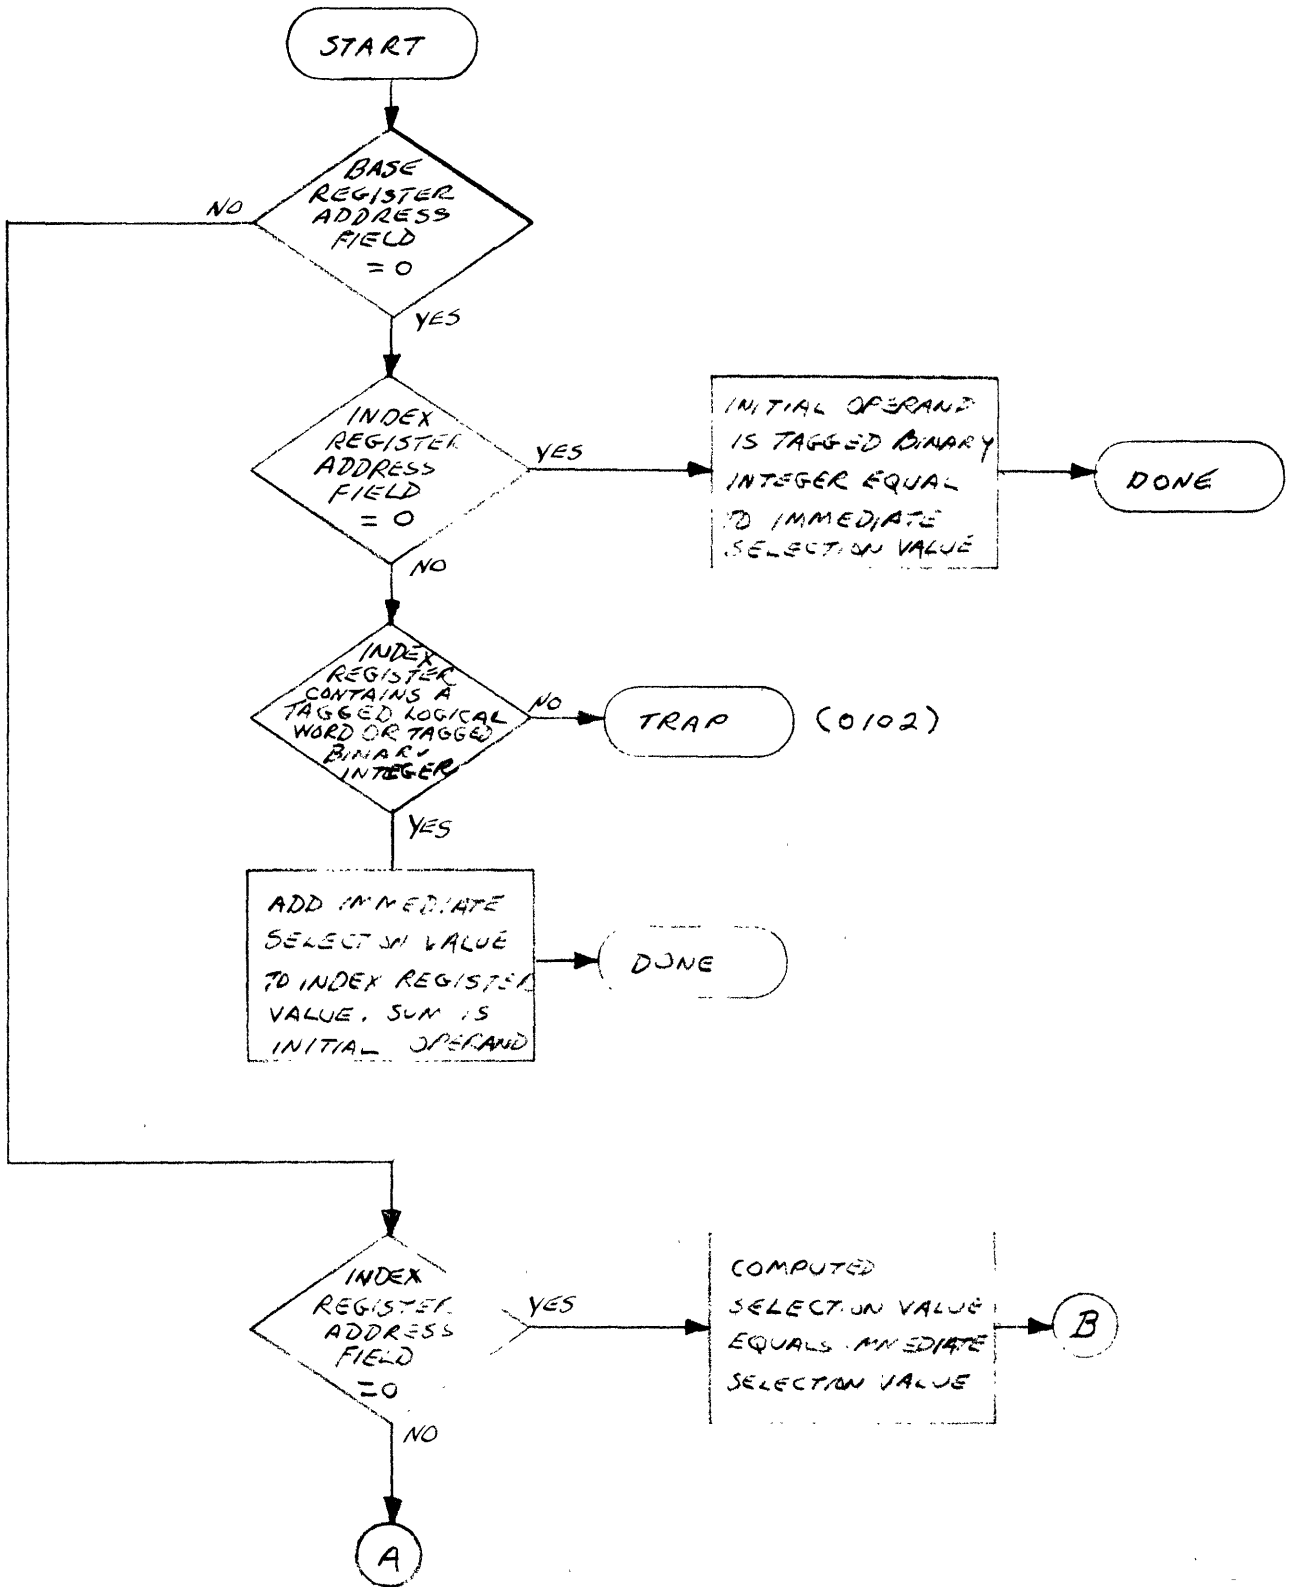 START
BASE
REGISTER
ADDRESS
FIELD
= 0
NO
YES
INDEX
REGISTER
ADDRESS
FIELD
= 0
YES
INITIAL OPERAND
IS TAGGED BINARY
INTEGER EQUAL
TO IMMEDIATE
SELECTION VALUE
DONE
NO
INDEX
REGISTER
CONTAINS A
TAGGED LOGICAL
WORD OR TAGGED
BINARY
INTEGER
NO
TRAP
(0102)
YES
ADD IMMEDIATE
SELECTION VALUE
TO INDEX REGISTER
VALUE. SUM IS
INITIAL OPERAND
DONE
INDEX
REGISTER
ADDRESS
FIELD
=0
YES
COMPUTED
SELECTION VALUE
EQUALS IMMEDIATE
SELECTION VALUE
B
NO
A